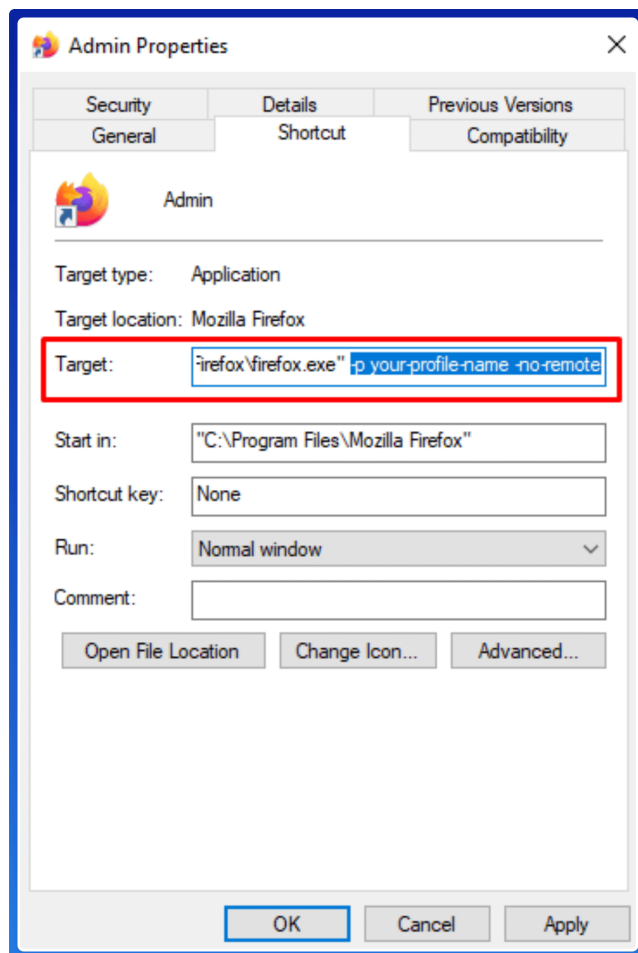 Admin Properties
Security Details Previous Versions
General Shortcut Compatibility
Admin
Target type: Application
Target location: Mozilla Firefox
Target: Firefox\firefox.exe" -p your-profile-name -no-remote
Start in: "C:\Program Files\Mozilla Firefox"
Shortcut key: None
Run: Normal window
Comment:
Open File Location Change Icon... Advanced...
OK Cancel Apply